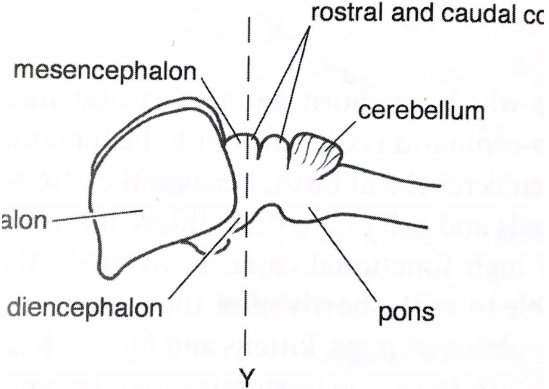 rostral and caudal co
mesencephalon
cerebellum
alon
diencephalon
pons
Y